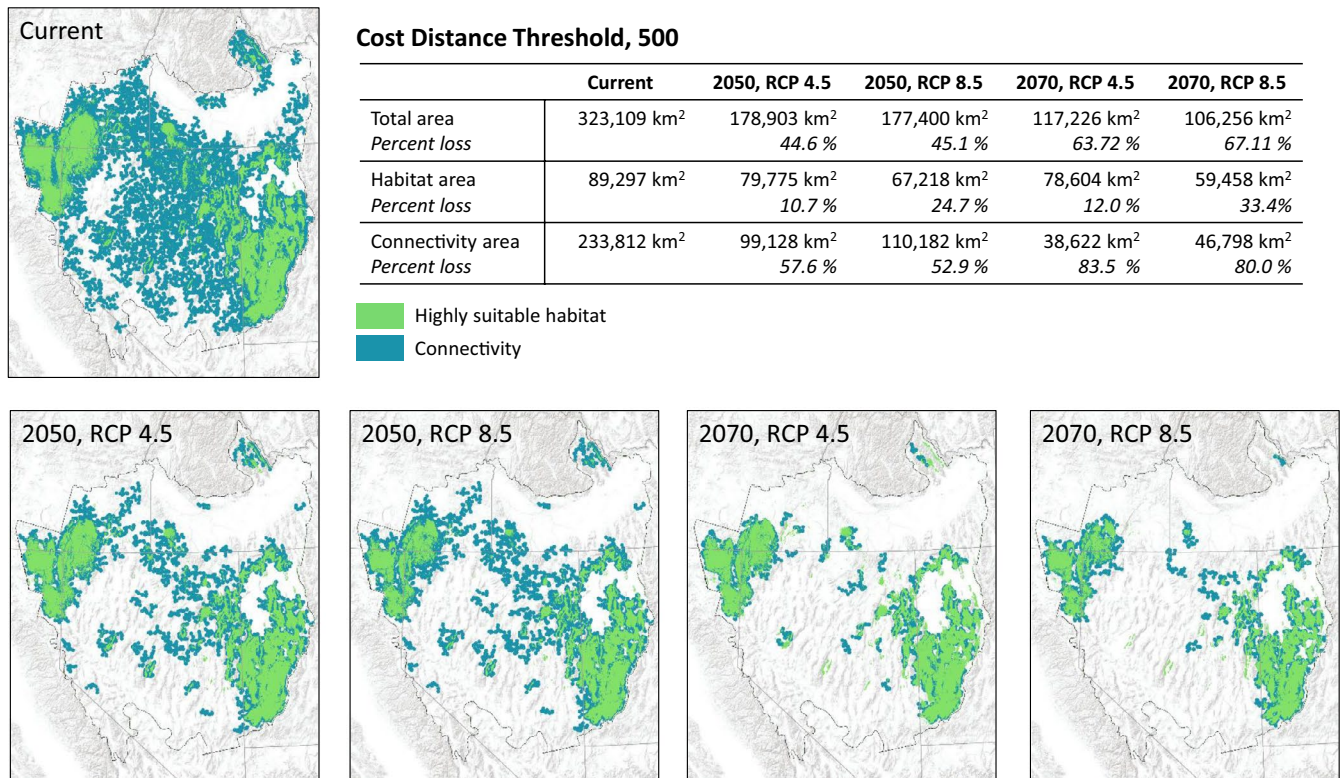 Current
Cost Distance Threshold, 500
Current 2050, RCP 4.5 2050, RCP 8.5 2070, RCP 4.5 2070, RCP 8.5
Total area 323,109 km² 178,903 km² 177,400 km² 117,226 km² 106,256 km²
Percent loss 44.6 % 45.1 % 63.72 % 67.11 %
Habitat area 89,297 km² 79,775 km² 67,218 km² 78,604 km² 59,458 km²
Percent loss 10.7 % 24.7 % 12.0 % 33.4%
Connectivity area 233,812 km² 99,128 km² 110,182 km² 38,622 km² 46,798 km²
Percent loss 57.6 % 52.9 % 83.5 % 80.0 %
Highly suitable habitat
Connectivity
2050, RCP 4.5
2050, RCP 8.5
2070, RCP 4.5
2070, RCP 8.5